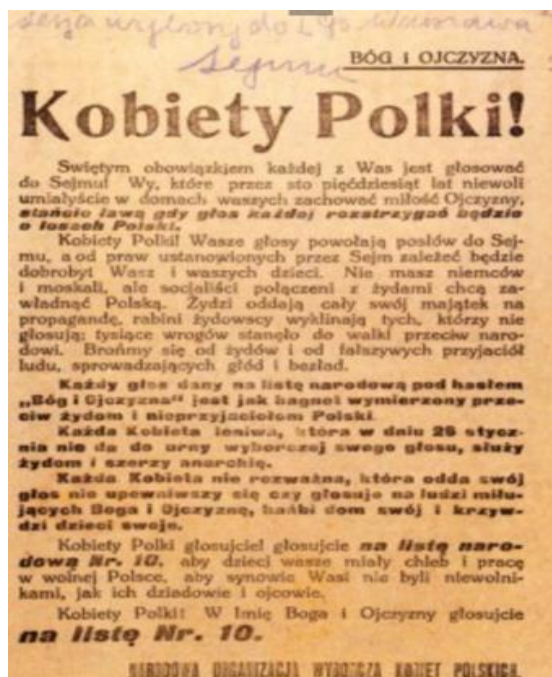 do
Sejmu
BÓG I OJCZYZNA.
Kobiety Polki!
Swiętym obowiązkiem każdej z Was jest głosować
do Sejmu! Wy, które przez sto pięćdziesiąt lat niewoli
umiałyście w domach waszych zachować miłość Ojczyzny,
stańcie ławą gdy głos każdej rozstrzygać będzie
o losach Polski.
Kobiety Polki! Wasze głosy powołają posłów do Sej-
mu, a od praw ustanowionych przez Sejm zależeć będzie
dobrobyt Wasz i waszych dzieci. Nie masz niemców
i moskali, ale socjaliści połączeni z żydami chcą za-
władnąć Polską. Żydzi oddają cały swój majątek na
propagandę, rabini żydowscy wyklinają tych, którzy nie
głosują; tysiące wrogów stanęło do walki przeciw naro-
dowi. Brońmy się od żydów i od fałszywych przyjaciół
ludu, sprowadzających głód i bezład.
Każdy głos dany na listę narodową pod hasłem
„Bóg i Ojczyzna“ jest jak bagnet wymierzony prze-
ciw żydom i nieprzyjaciołom Polski.
Każda Kobieta leniwa, która w dniu 26 stycz-
nia nie da do urny wyborczej swego głosu, służy
żydom i szerzy anarchię.
Każda Kobieta nie rozważna, która odda swój
głos nie upewniwszy się czy głosuje na ludzi miłu-
jących Boga i Ojczyznę, hańbi dom swój i krzyw-
dzi dzieci swoje.
Kobiety Polki głosujcie! głosujcie na listę naro-
dową Nr. 10. aby dzieci wasze miały chleb i pracę
w wolnej Polsce, aby synowie Wasi nie byli niewolni-
kami, jak ich dziadowie i ojcowie.
Kobiety Polki! W Imię Boga i Ojczyzny głosujcie
na listę Nr. 10.
NARODOWA ORGANIZACJA WYBORCZA KOBIET POLSKICH.